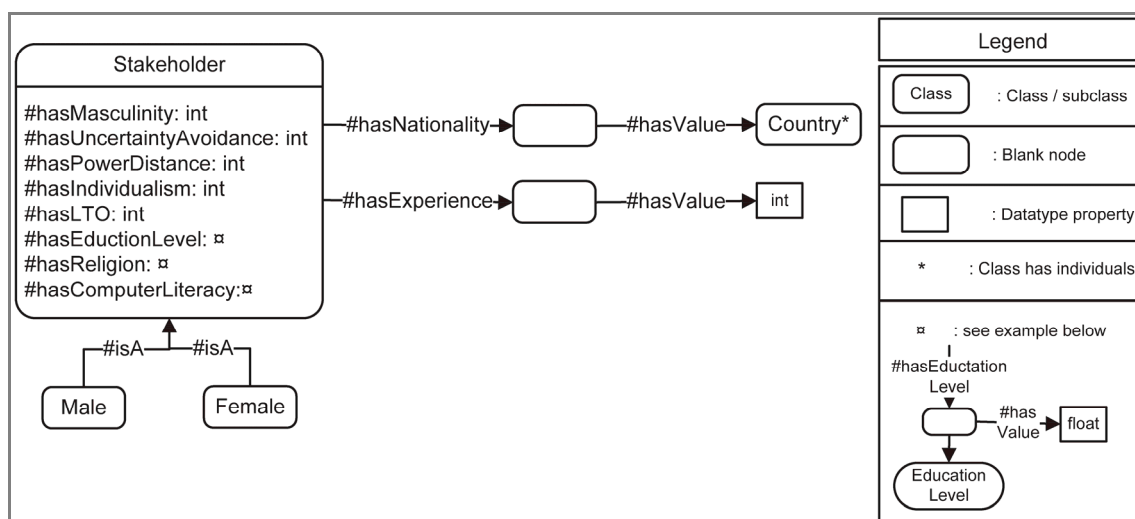 Stakeholder
#hasMasculinity: int
#hasUncertaintyAvoidance: int
#hasPowerDistance: int
#hasIndividualism: int
#hasLTO: int
#hasEductionLevel: ¤
#hasReligion: ¤
#hasComputerLiteracy:¤
#isA
#isA
Male
Female
#hasNationality
#hasValue
Country*
#hasExperience
#hasValue
int
Legend
Class
: Class / subclass
: Blank node
: Datatype property
*
: Class has individuals
¤
: see example below
#hasEductation
Level
#has
Value
float
Education
Level